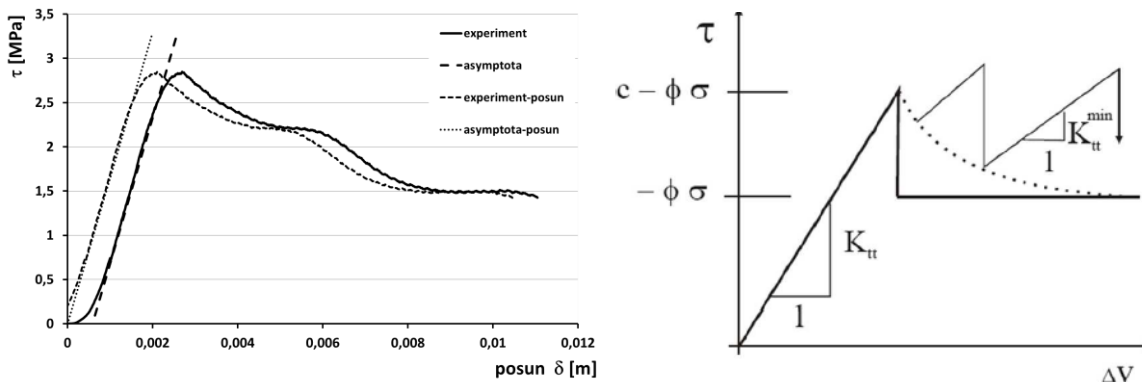 τ [MPa]
3,5
3
2,5
2
1,5
1
0,5
0
0
0,002
0,004
0,006
0,008
0,01
0,012
posun δ [m]
experiment
asymptota
experiment-posun
asymptota-posun
τ
c – ϕ σ
– ϕ σ
K_tt
1
K_tt^min
1
ΔV